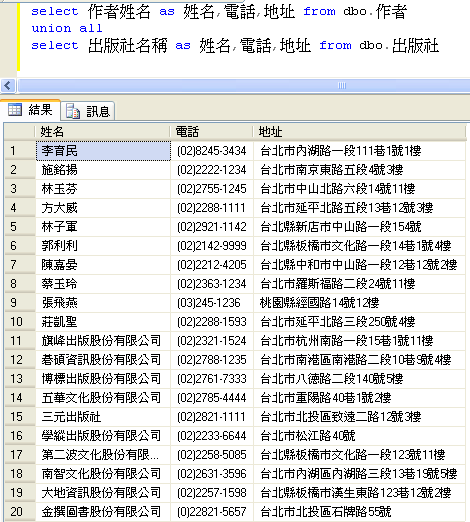 select 作者姓名 as 姓名,電話,地址 from dbo.作者
union all
select 出版社名稱 as 姓名,電話,地址 from dbo.出版社
結果 訊息
姓名 電話 地址
1 李育民 (02)8245-3434 台北市內湖路一段111巷1號1樓
2 施銘揚 (02)2222-1234 台北市南京東路五段4號3樓
3 林玉芬 (02)2755-1245 台北市中山北路六段14號11樓
4 方大威 (02)2288-1111 台北市延平北路五段13巷12號3樓
5 林子軍 (02)2921-1142 台北縣新店市中山路一段154號
6 郭利利 (02)2142-9999 台北縣板橋市文化路一段14巷1號4樓
7 陳嘉晏 (02)2212-4205 台北縣中和市中山路一段12巷12號2樓
8 蔡玉玲 (02)2363-1234 台北市羅斯福路二段24號11樓
9 張飛燕 (03)245-1236 桃園縣經國路14號12樓
10 莊凱聖 (02)2288-1593 台北市延平北路三段250號4樓
11 旗峰出版股份有限公司 (02)2321-1524 台北市杭州南路一段15巷1號11樓
12 碁碩資訊股份有限公司 (02)2788-1235 台北市南港區南港路二段10巷9號4樓
13 博標出版股份有限公司 (02)2761-7333 台北市八德路二段140號5樓
14 五華文化股份有限公司 (02)2785-4444 台北市重陽路40巷1號2樓
15 三元出版社 (02)2821-1111 台北市北投區致遠二路12號3樓
16 學縱出版股份有限公司 (02)2233-6644 台北市松江路40號
17 第二波文化股份有限... (02)2258-5085 台北縣板橋市文化路一段123號11樓
18 南智文化股份有限公司 (02)2631-3596 台北市內湖區內湖路三段13巷19號5樓
19 大地資訊股份有限公司 (02)2257-1598 台北縣板橋市漢生東路123巷12號2樓
20 金撰圖書股份有限公司 (02)22821-5657 台北市北投區石牌路55號